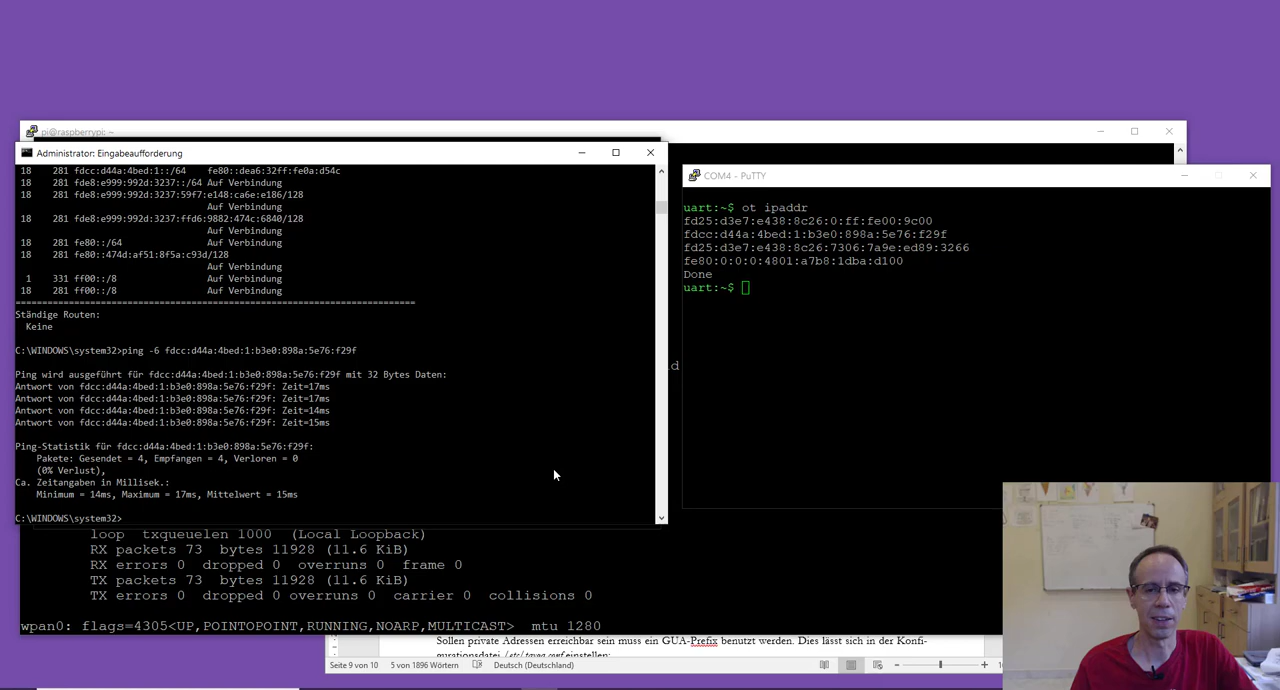 pi@raspberrypi: ~
Administrator: Eingabeaufforderung
18 281 fdcc:d44a:4bed:1::/64 fe80::dea6:32ff:fe0a:d54c
18 281 fde8:e999:992d:3237::/64 Auf Verbindung
18 281 fde8:e999:992d:3237:59f7:e148:ca6e:e186/128
Auf Verbindung
18 281 fde8:e999:992d:3237:ffd6:9882:474c:6840/128
Auf Verbindung
18 281 fe80::/64 Auf Verbindung
18 281 fe80::474d:af51:8f5a:c93d/128
Auf Verbindung
1 331 ff00::/8 Auf Verbindung
18 281 ff00::/8 Auf Verbindung
===========================================================================
Ständige Routen:
Keine
C:\WINDOWS\system32>ping -6 fdcc:d44a:4bed:1:b3e0:898a:5e76:f29f
Ping wird ausgeführt für fdcc:d44a:4bed:1:b3e0:898a:5e76:f29f mit 32 Bytes Daten:
Antwort von fdcc:d44a:4bed:1:b3e0:898a:5e76:f29f: Zeit=17ms
Antwort von fdcc:d44a:4bed:1:b3e0:898a:5e76:f29f: Zeit=17ms
Antwort von fdcc:d44a:4bed:1:b3e0:898a:5e76:f29f: Zeit=14ms
Antwort von fdcc:d44a:4bed:1:b3e0:898a:5e76:f29f: Zeit=15ms
Ping-Statistik für fdcc:d44a:4bed:1:b3e0:898a:5e76:f29f:
Pakete: Gesendet = 4, Empfangen = 4, Verloren = 0
(0% Verlust),
Ca. Zeitangaben in Millisek.:
Minimum = 14ms, Maximum = 17ms, Mittelwert = 15ms
C:\WINDOWS\system32>
COM4 - PuTTY
uart:~$ ot ipaddr
fd25:d3e7:e438:8c26:0:ff:fe00:9c00
fdcc:d44a:4bed:1:b3e0:898a:5e76:f29f
fd25:d3e7:e438:8c26:7306:7a9e:ed89:3266
fe80:0:0:0:4801:a7b8:1dba:d100
Done
uart:~$
loop txqueuelen 1000 (Local Loopback)
RX packets 73 bytes 11928 (11.6 KiB)
RX errors 0 dropped 0 overruns 0 frame 0
TX packets 73 bytes 11928 (11.6 KiB)
TX errors 0 dropped 0 overruns 0 carrier 0 collisions 0
wpan0: flags=4305<UP,POINTOPOINT,RUNNING,NOARP,MULTICAST> mtu 1280
Sollen private Adressen erreichbar sein muss ein GUA-Prefix benutzt werden. Dies lässt sich in der Konfi-
gurationsdatei /etc/tayga.conf einstellen:
Seite 9 von 10 5 von 1896 Wörtern Deutsch (Deutschland)